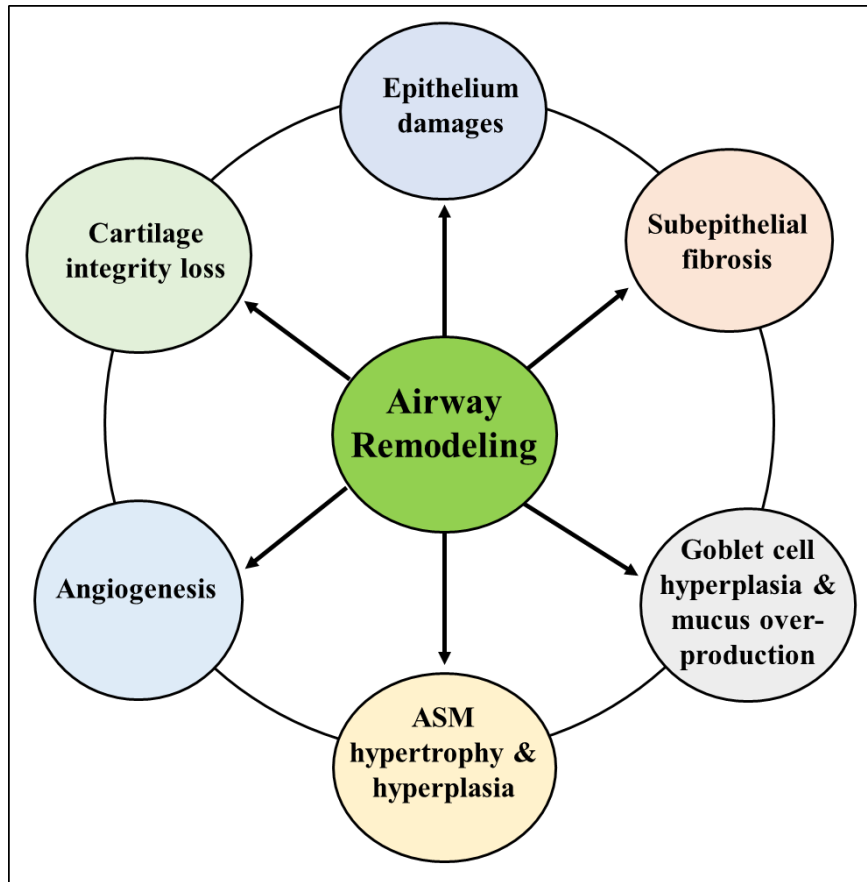 Epithelium
damages
Subepithelial
fibrosis
Cartilage
integrity loss
Airway
Remodeling
Goblet cell
hyperplasia &
mucus over-
production
Angiogenesis
ASM
hypertrophy &
hyperplasia